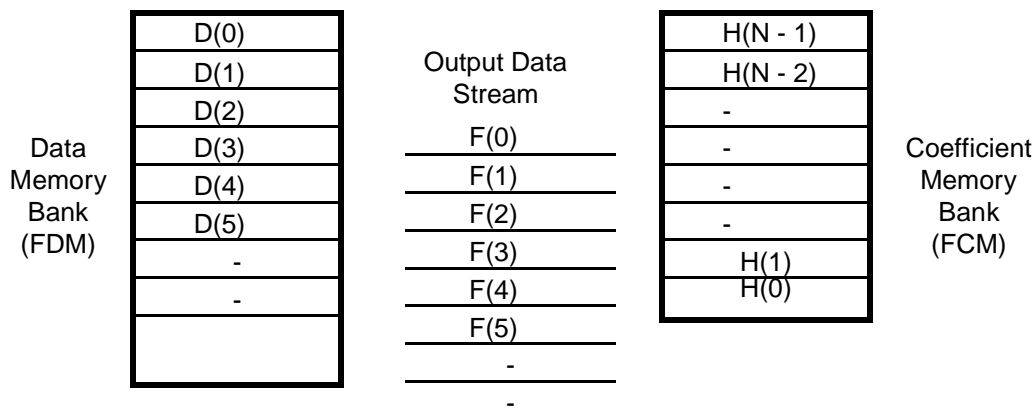 Data
Memory
Bank
(FDM)
D(0)
D(1)
D(2)
D(3)
D(4)
D(5)
-
-
Output Data
Stream
F(0)
F(1)
F(2)
F(3)
F(4)
F(5)
-
-
H(N - 1)
H(N - 2)
-
-
-
-
H(1)
H(0)
Coefficient
Memory
Bank
(FCM)